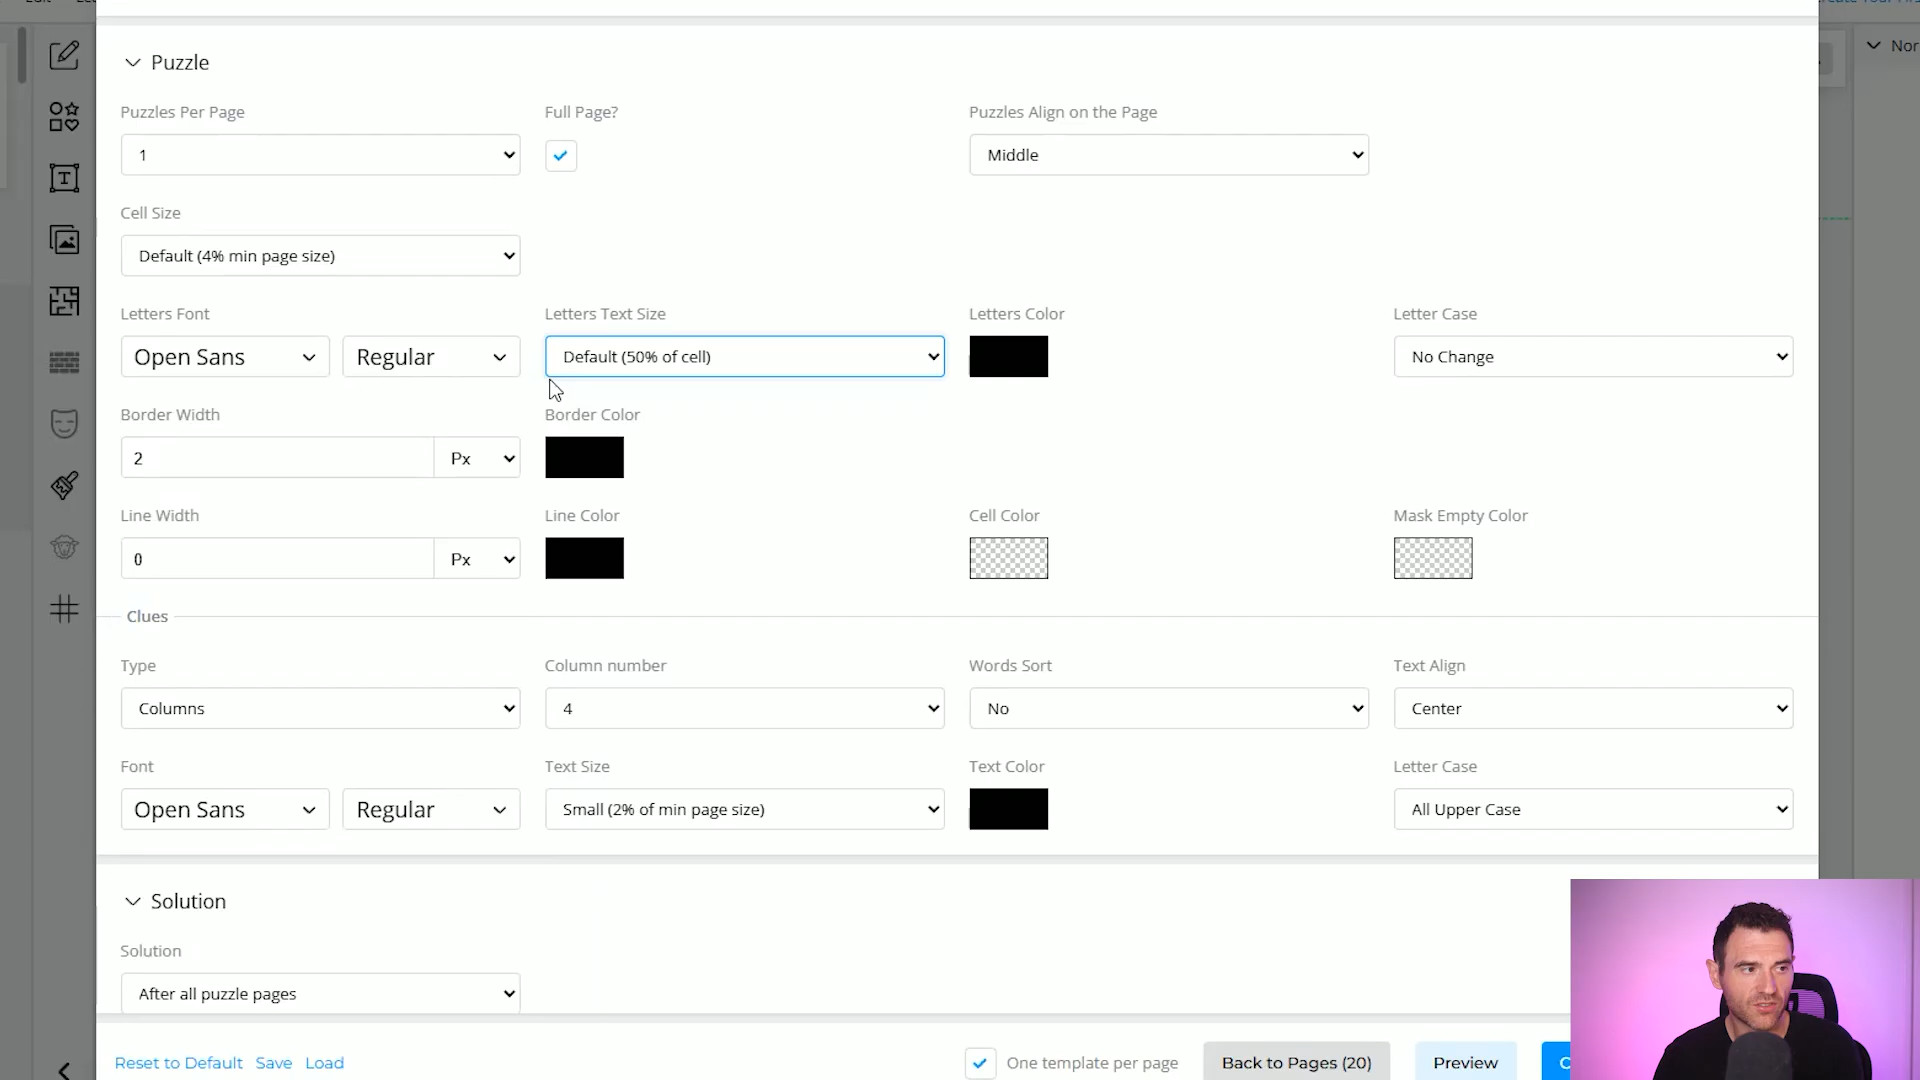 Puzzle
Puzzles Per Page
Full Page?
Puzzles Align on the Page
1
Middle
Cell Size
Default (4% min page size)
Letters Font
Letters Text Size
Letters Color
Letter Case
Open Sans
Regular
Default (50% of cell)
No Change
Border Width
Border Color
2
Px
Line Width
Line Color
Cell Color
Mask Empty Color
0
Px
Clues
Type
Column number
Words Sort
Text Align
Columns
4
No
Center
Font
Text Size
Text Color
Letter Case
Open Sans
Regular
Small (2% of min page size)
All Upper Case
Solution
Solution
After all puzzle pages
Reset to Default
Save
Load
One template per page
Back to Pages (20)
Preview